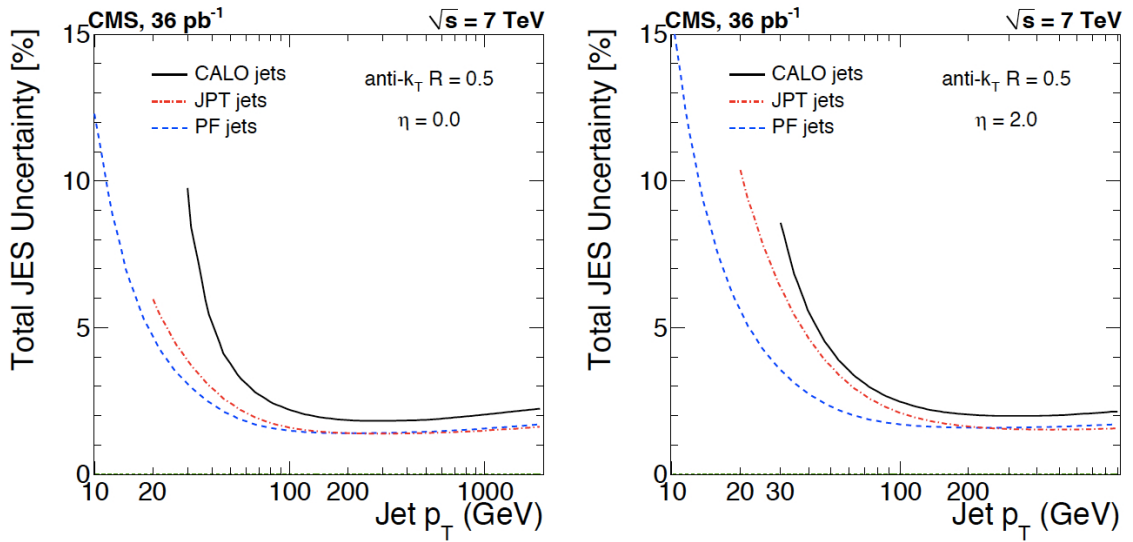 CMS, 36 pb⁻¹ √s = 7 TeV
Total JES Uncertainty [%]
15
10
5
0
CALO jets
JPT jets
PF jets
anti-k_T R = 0.5
η = 0.0
10 20 100 200 1000
Jet p_T (GeV)
CMS, 36 pb⁻¹ √s = 7 TeV
Total JES Uncertainty [%]
15
10
5
0
CALO jets
JPT jets
PF jets
anti-k_T R = 0.5
η = 2.0
10 20 30 100 200
Jet p_T (GeV)